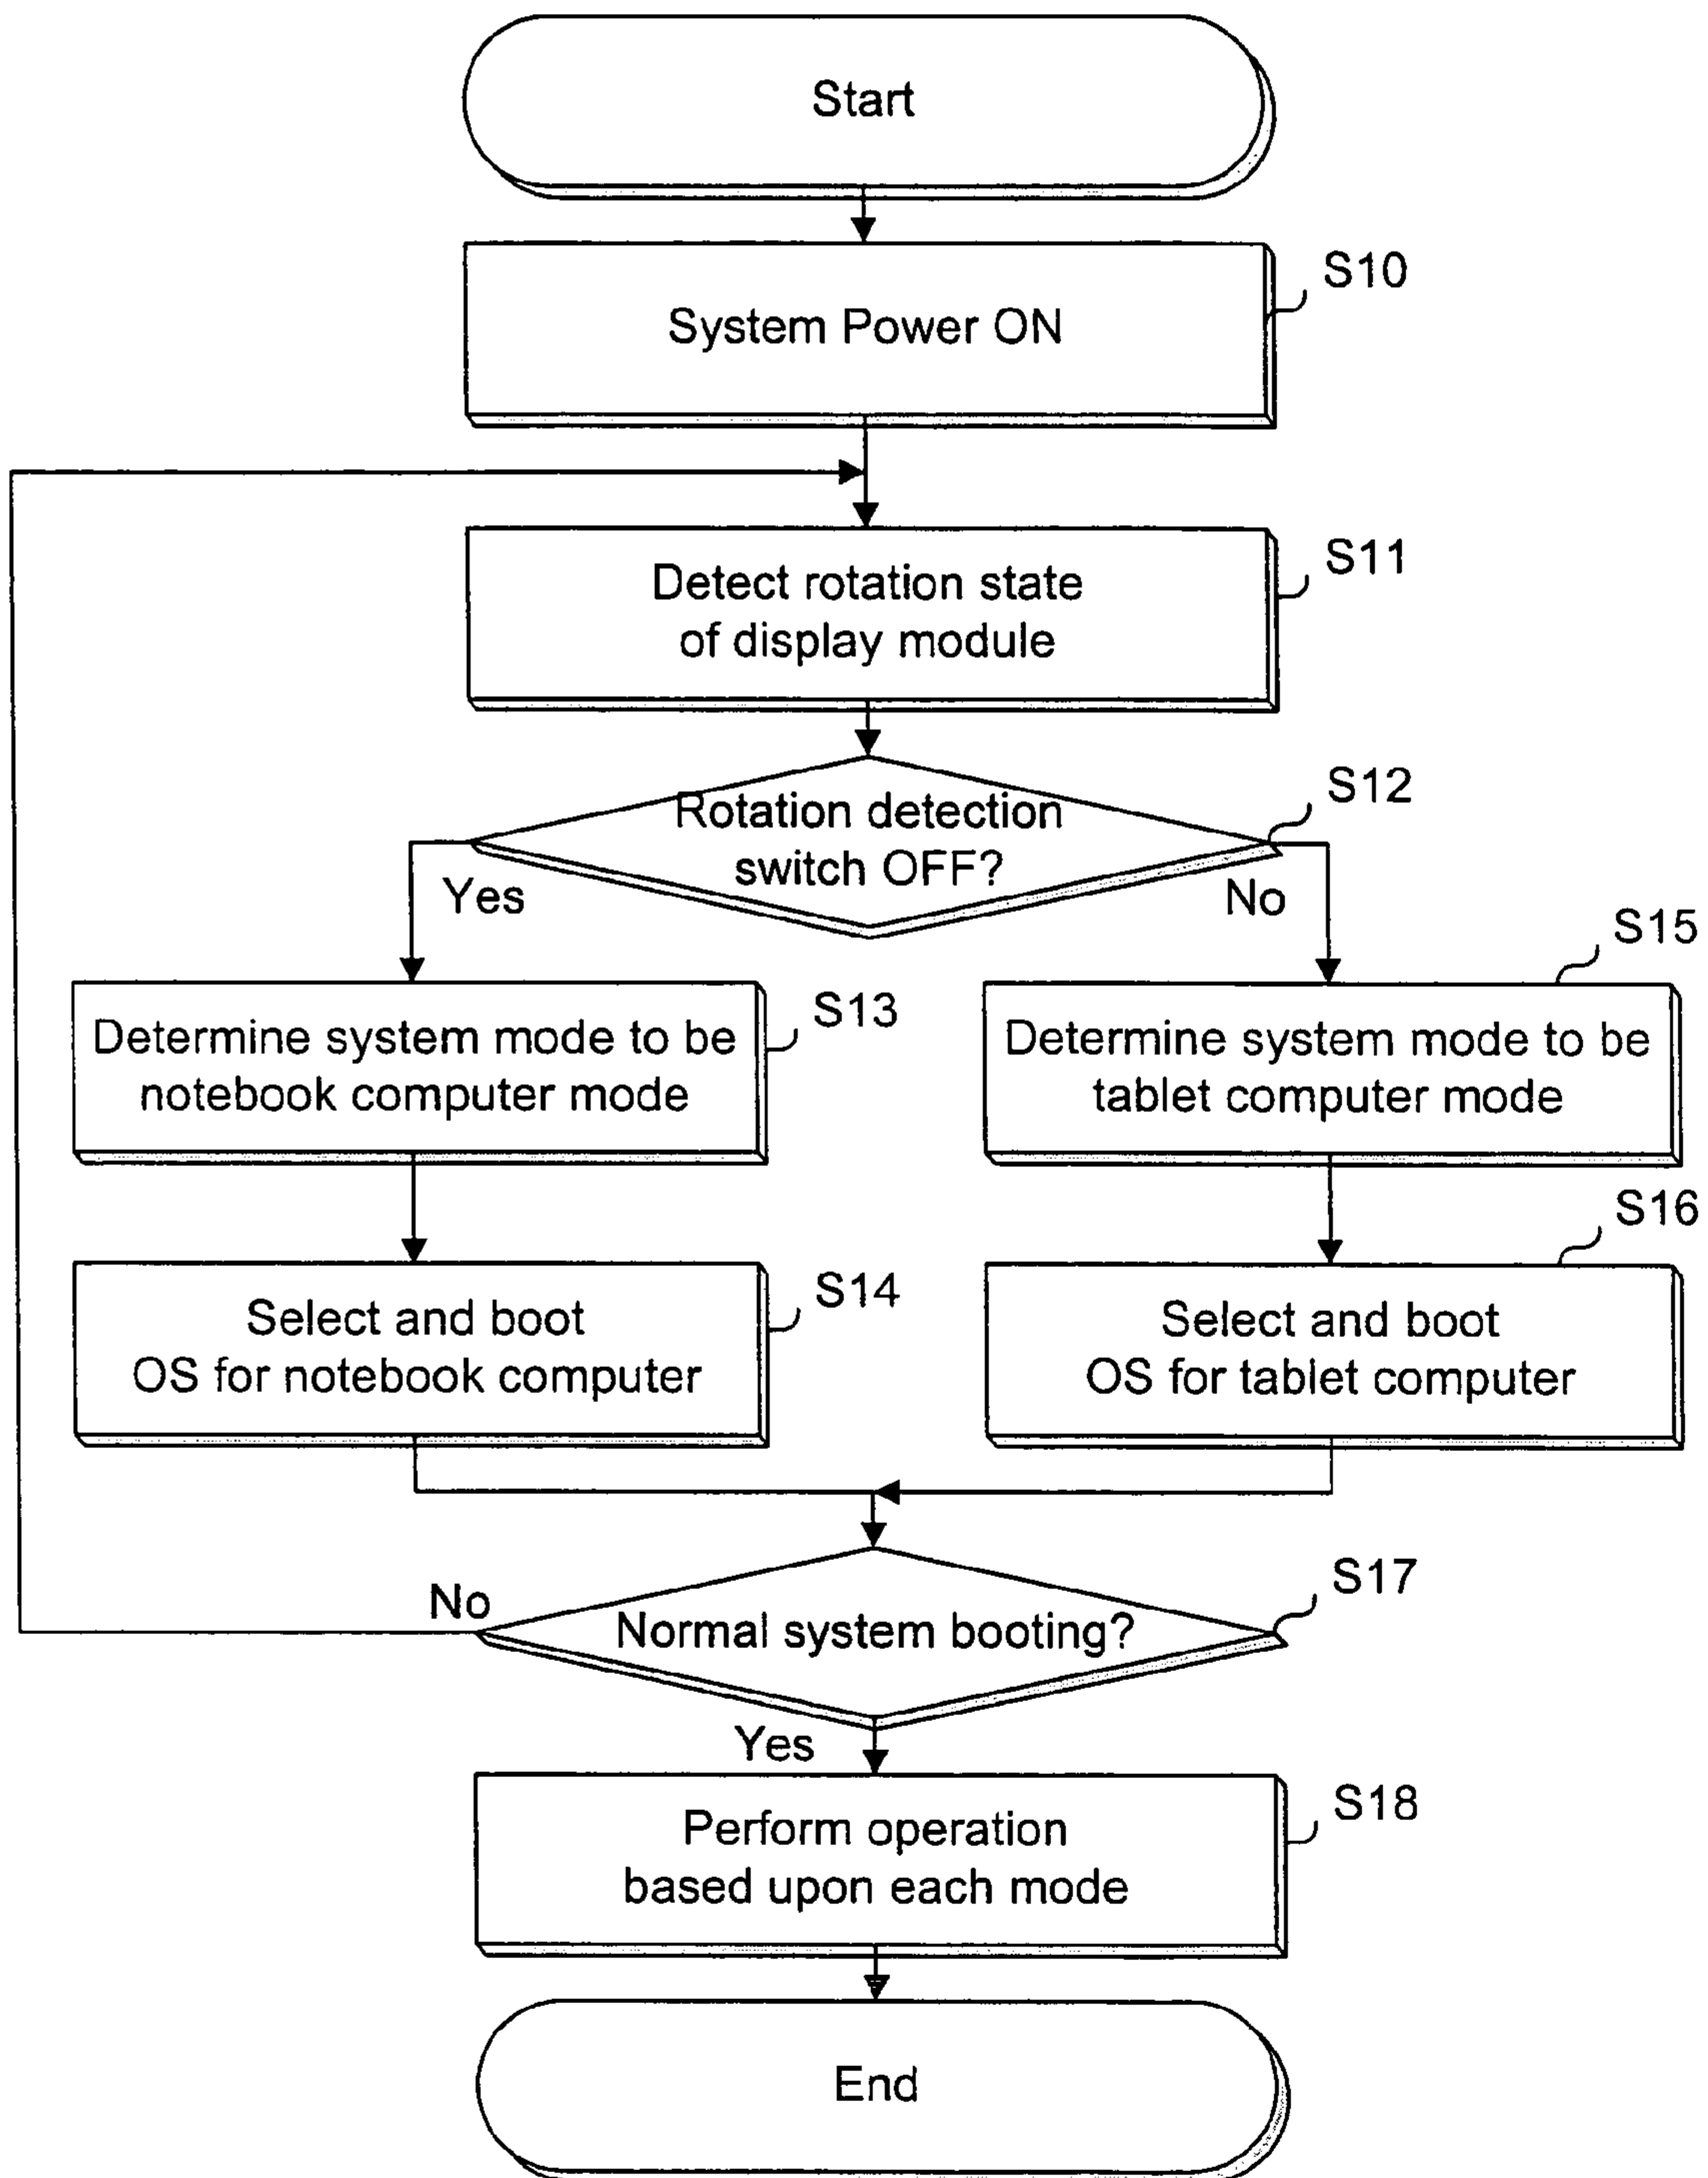 Start
S10
System Power ON
S11
Detect rotation state
of display module
S12
Rotation detection
switch OFF?
Yes
No
S13
Determine system mode to be
notebook computer mode
S15
Determine system mode to be
tablet computer mode
S14
Select and boot
OS for notebook computer
S16
Select and boot
OS for tablet computer
S17
No
Normal system booting?
Yes
S18
Perform operation
based upon each mode
End